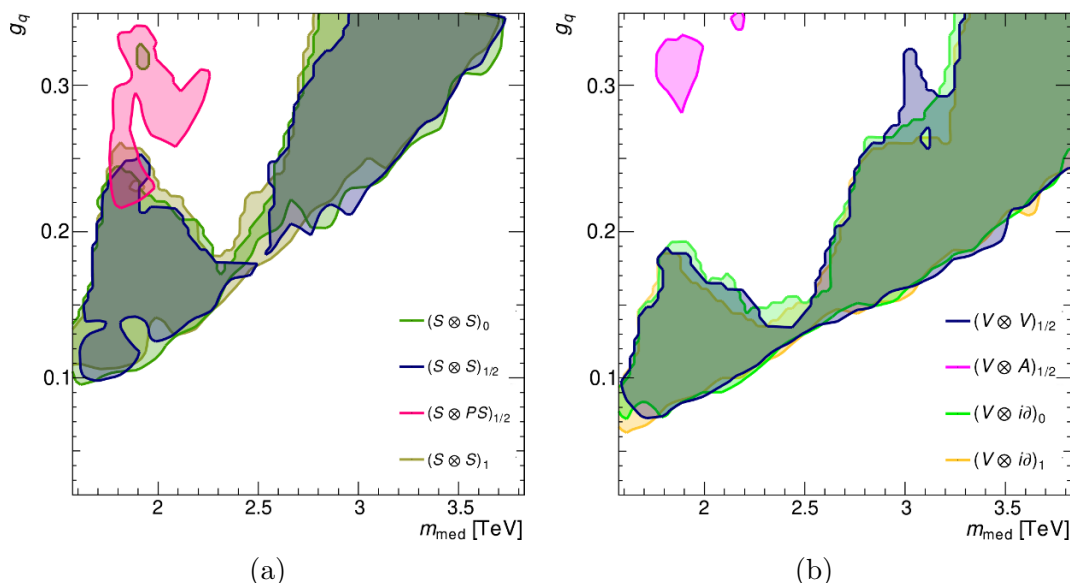 g_q
0.3
0.2
0.1
(S ⊗ S)_0
(S ⊗ S)_{1/2}
(S ⊗ PS)_{1/2}
(S ⊗ S)_1
2 2.5 3 3.5
m_med [TeV]
(a)
g_q
0.3
0.2
0.1
(V ⊗ V)_{1/2}
(V ⊗ A)_{1/2}
(V ⊗ i∂)_0
(V ⊗ i∂)_1
2 2.5 3 3.5
m_med [TeV]
(b)